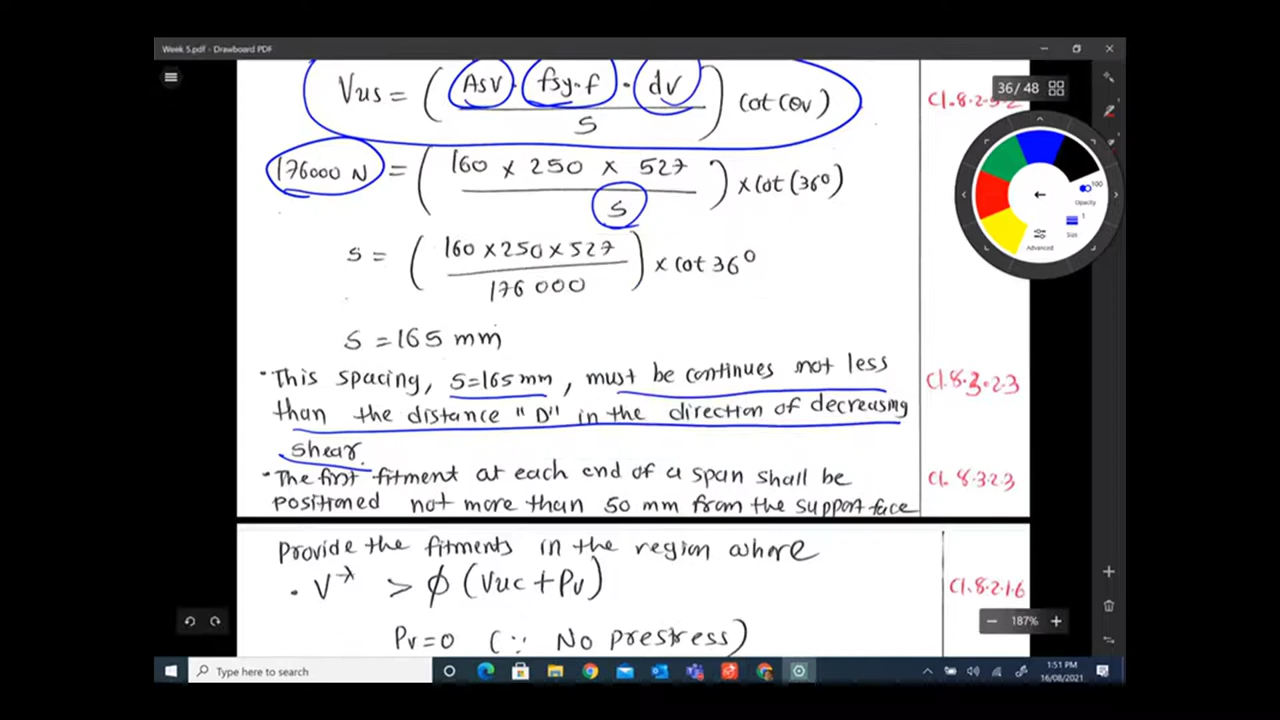 Week 5.pdf - Drawboard PDF
36 / 48
Vus = ( Asv · fsy·f · dv / S ) cot(θv)
176000 N = ( 160 × 250 × 527 / S ) × cot (36°)
S = ( 160 × 250 × 527 / 176 000 ) × cot 36°
S = 165 mm
• This spacing, S=165 mm, must be continues not less
Cl.8.3.2.3
than the distance "D" in the direction of decreasing
shear.
• The first fitment at each end of a span shall be
Cl. 8.3.2.3
positioned not more than 50 mm from the support face
Provide the fitments in the region where
• V* > ϕ (Vuc + Pv)
Cl.8.2.1.6
Pv=0 (∵ No prestress)
100
Opacity
1
Size
Advanced
187%
Type here to search
1:51 PM
16/08/2021